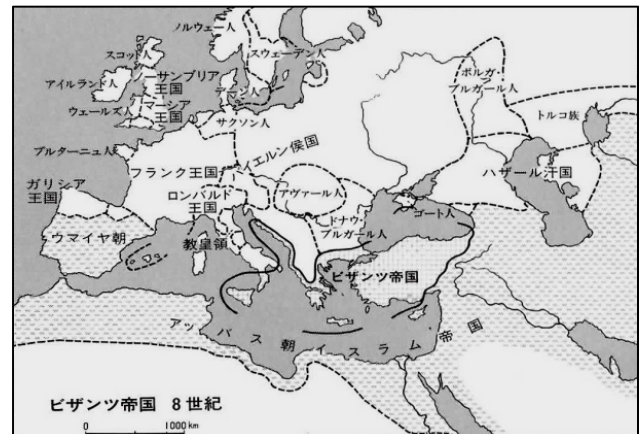 ノルウェー人
スウェーデン人
スコット人
アイルランド人
ノーサンブリア
王国
デーン人
マーシア
王国
ウェールズ人
サクソン人
ブルターニュ人
フランク王国
バイエルン侯国
ボルガ・
ブルガール人
トルコ族
ハザール汗国
ガリシア
王国
ロンバルド
王国
アヴァール人
ドナウ・
ブルガール人
ゴート人
ウマイヤ朝
教皇領
ビザンツ帝国
アッバス朝イスラム帝国
ビザンツ帝国 8世紀
0 1000km